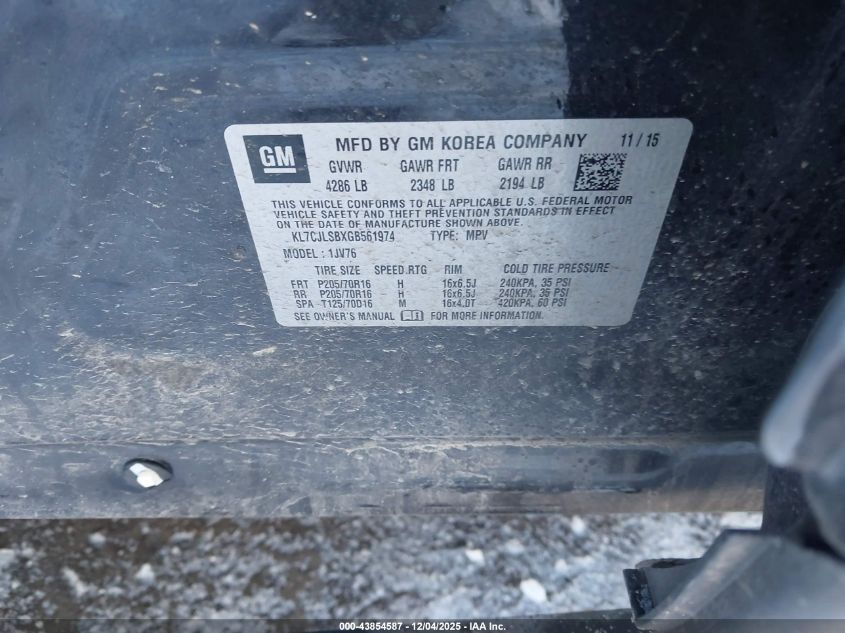 GM
MFD BY GM KOREA COMPANY 11 / 15
GVWR GAWR FRT GAWR RR
4286 LB 2348 LB 2194 LB
THIS VEHICLE CONFORMS TO ALL APPLICABLE U.S. FEDERAL MOTOR
VEHICLE SAFETY AND THEFT PREVENTION STANDARDS IN EFFECT
ON THE DATE OF MANUFACTURE SHOWN ABOVE.
KL7CJLSBXGB561974 TYPE: MPV
MODEL : 1JV76
TIRE SIZE SPEED RTG RIM COLD TIRE PRESSURE
FRT P205/70R16 H 16x6.5J 240KPA, 35 PSI
RR P205/70R16 H 16x6.5J 240KPA, 35 PSI
SPA T125/70D16 M 16x4.0T 420KPA, 60 PSI
SEE OWNER'S MANUAL FOR MORE INFORMATION.
000-43854587 - 12/04/2025 - IAA Inc.